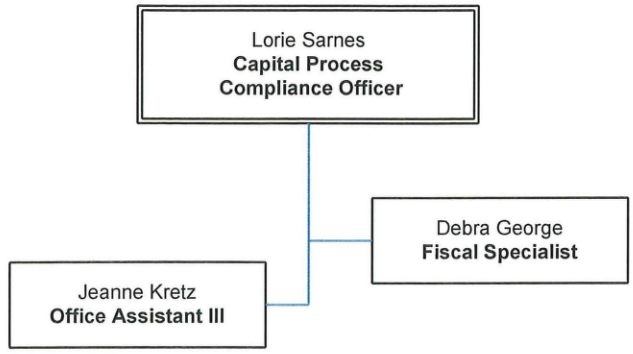 Lorie Sarnes
Capital Process
Compliance Officer
Debra George
Fiscal Specialist
Jeanne Kretz
Office Assistant III